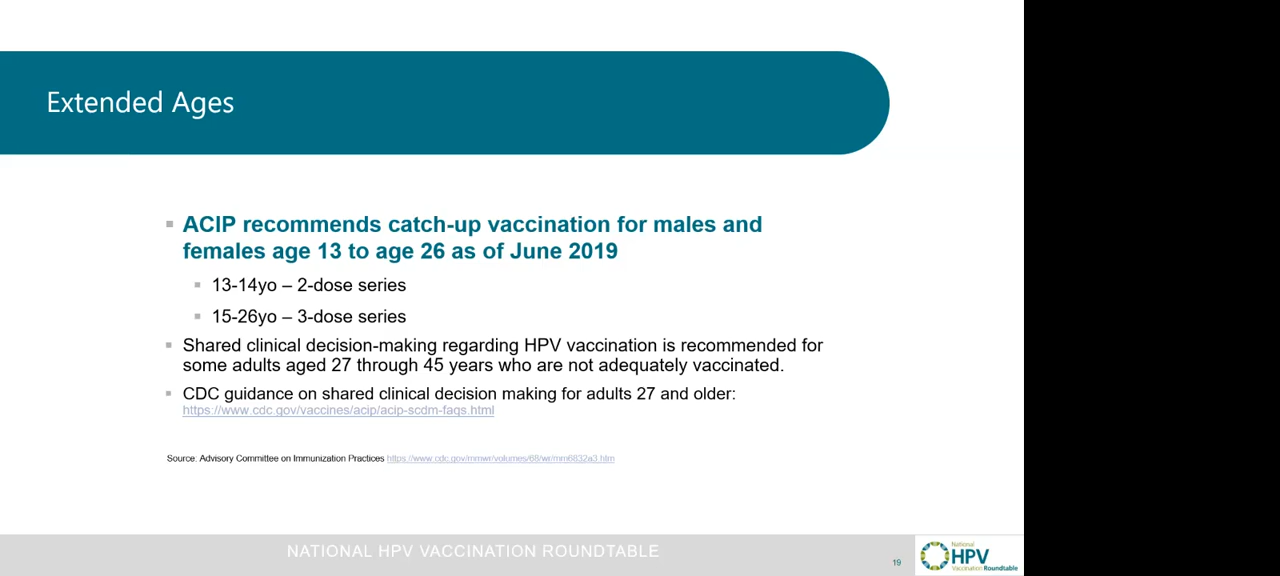 Extended Ages
ACIP recommends catch-up vaccination for males and
females age 13 to age 26 as of June 2019
13-14yo – 2-dose series
15-26yo – 3-dose series
Shared clinical decision-making regarding HPV vaccination is recommended for
some adults aged 27 through 45 years who are not adequately vaccinated.
CDC guidance on shared clinical decision making for adults 27 and older:
https://www.cdc.gov/vaccines/acip/acip-scdm-faqs.html
Source: Advisory Committee on Immunization Practices https://www.cdc.gov/mmwr/volumes/68/wr/mm6832a3.htm
NATIONAL HPV VACCINATION ROUNDTABLE
19
National
HPV
Vaccination Roundtable